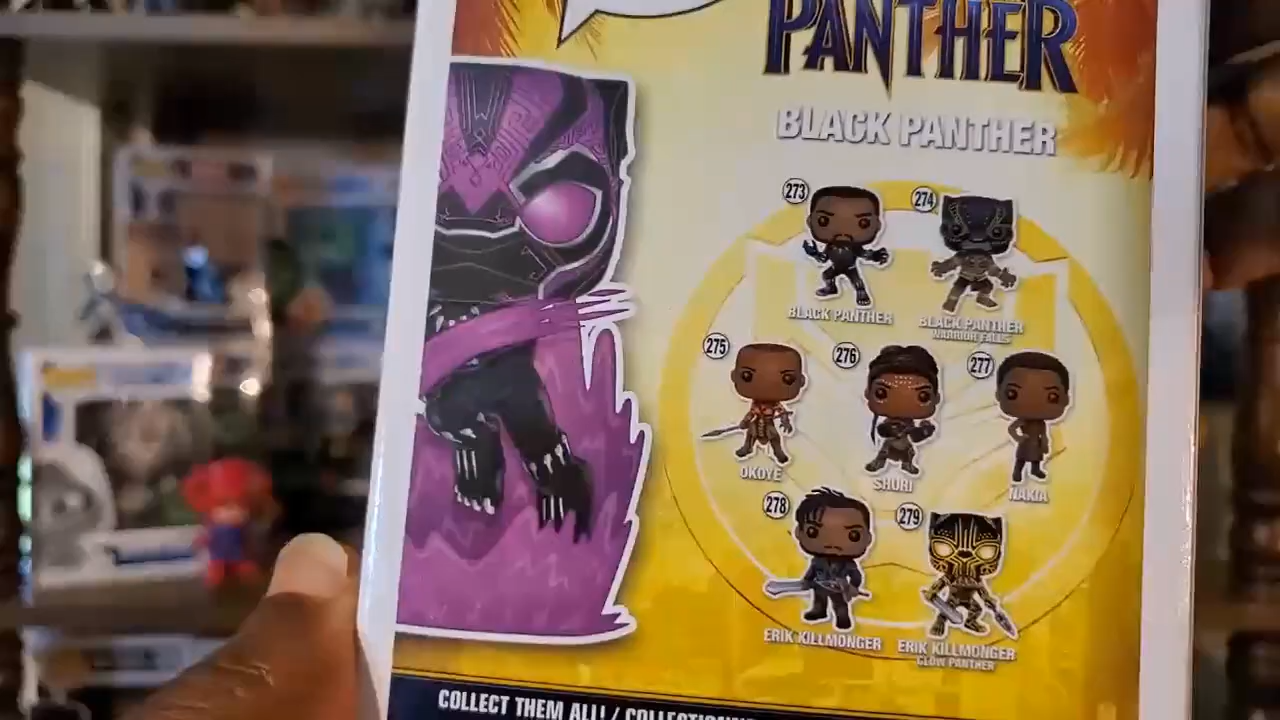 PANTHER
BLACK PANTHER
273
274
BLACK PANTHER
BLACK PANTHER
WARRIOR FALLS
275
276
277
OKOYE
SHURI
NAKIA
278
279
ERIK KILLMONGER
ERIK KILLMONGER
GLOW PANTHER
COLLECT THEM ALL! /